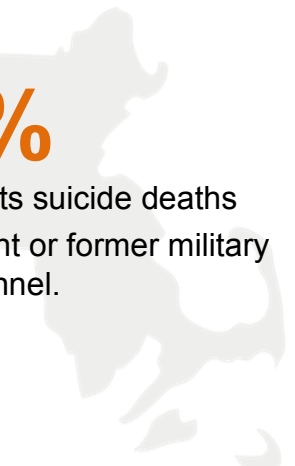 %
ts suicide deaths
nt or former military
nnel.